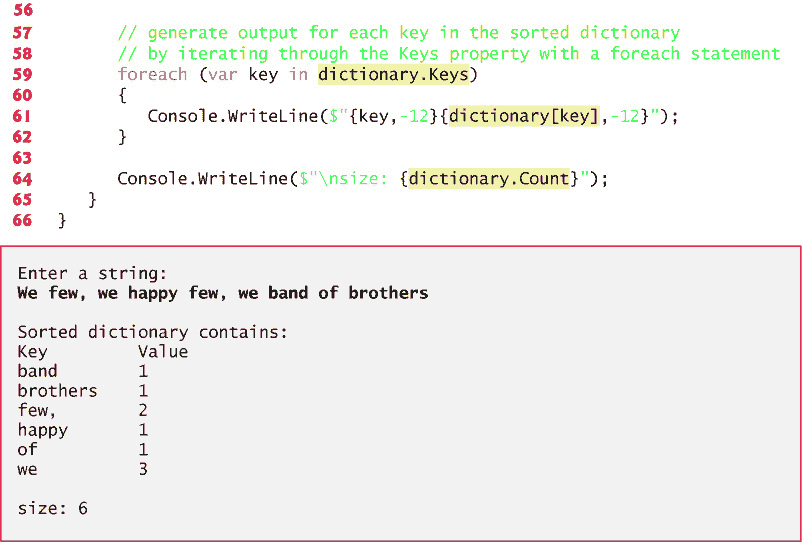 56
57 // generate output for each key in the sorted dictionary
58 // by iterating through the Keys property with a foreach statement
59 foreach (var key in dictionary.Keys)
60 {
61 Console.WriteLine($"{key,-12}{dictionary[key],-12}");
62 }
63
64 Console.WriteLine($"\nsize: {dictionary.Count}");
65 }
66 }
Enter a string:
We few, we happy few, we band of brothers
Sorted dictionary contains:
Key Value
band 1
brothers 1
few, 2
happy 1
of 1
we 3
size: 6